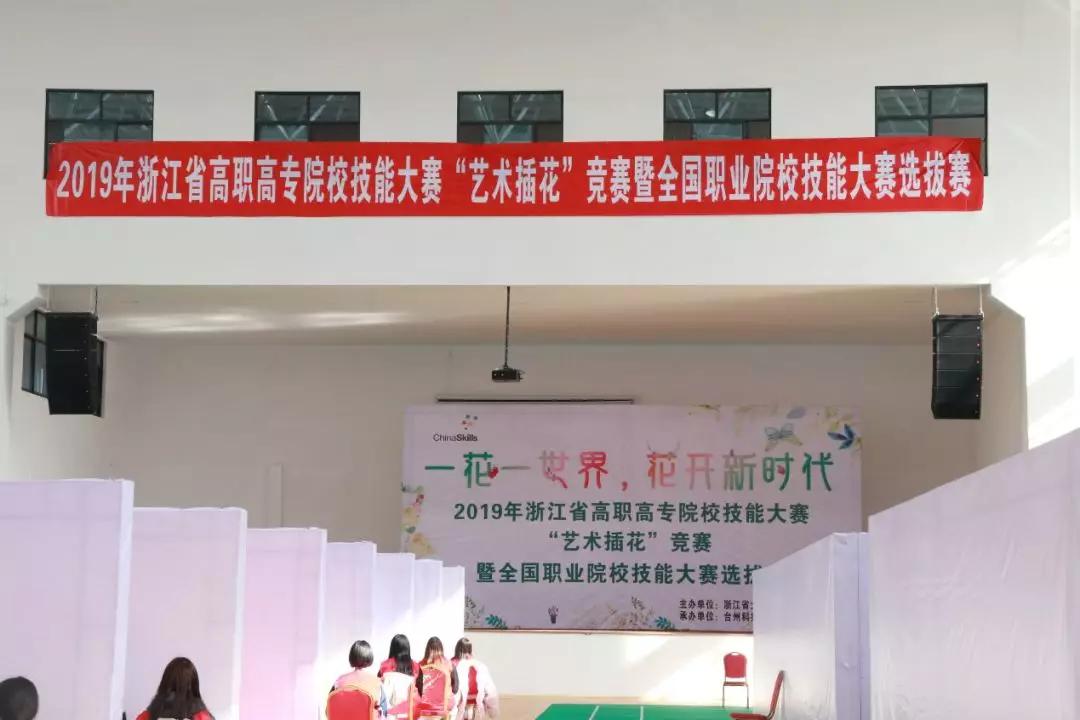 2019年浙江省高职高专院校技能大赛“艺术插花”竞赛暨全国职业院校技能大赛选拔赛
ChinaSkills
一花一世界，花开新时代
2019年浙江省高职高专院校技能大赛
“艺术插花”竞赛
暨全国职业院校技能大赛选拔
主办单位：浙江省
承办单位：台州科